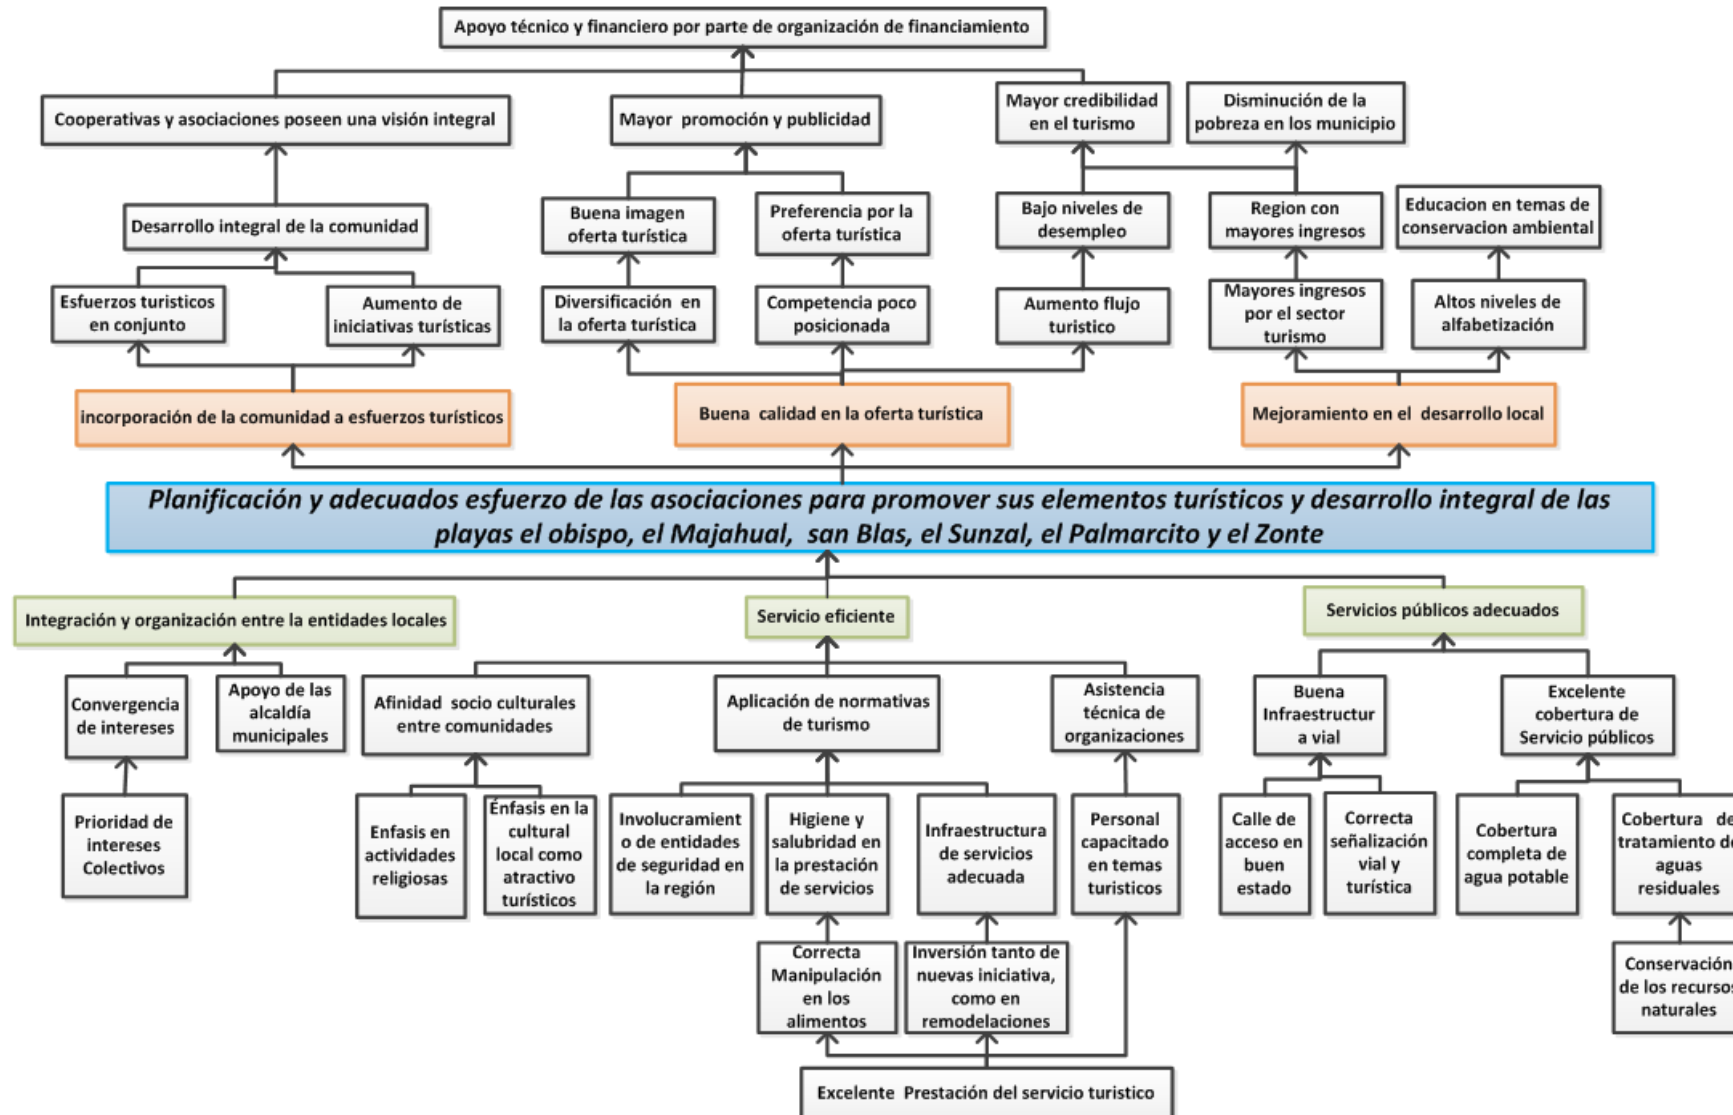 Apoyo técnico y financiero por parte de organización de financiamiento
Cooperativas y asociaciones poseen una visión integral
Mayor promoción y publicidad
Mayor credibilidad
en el turismo
Disminución de la
pobreza en los municipio
Desarrollo integral de la comunidad
Buena imagen
oferta turística
Preferencia por la
oferta turística
Bajo niveles de
desempleo
Region con
mayores ingresos
Educacion en temas de
conservacion ambiental
Esfuerzos turisticos
en conjunto
Aumento de
iniciativas turísticas
Diversificación en
la oferta turística
Competencia poco
posicionada
Aumento flujo
turistico
Mayores ingresos
por el sector
turismo
Altos niveles de
alfabetización
incorporación de la comunidad a esfuerzos turísticos
Buena calidad en la oferta turística
Mejoramiento en el desarrollo local
Planificación y adecuados esfuerzo de las asociaciones para promover sus elementos turísticos y desarrollo integral de las
playas el obispo, el Majahual, san Blas, el Sunzal, el Palmarcito y el Zonte
Integración y organización entre la entidades locales
Servicio eficiente
Servicios públicos adecuados
Convergencia
de intereses
Apoyo de las
alcaldía
municipales
Afinidad socio culturales
entre comunidades
Aplicación de normativas
de turismo
Asistencia
técnica de
organizaciones
Buena
Infraestructur
a vial
Excelente
cobertura de
Servicio públicos
Prioridad de
intereses
Colectivos
Enfasis en
actividades
religiosas
Énfasis en la
cultural
local como
atractivo
turísticos
Involucramient
o de entidades
de seguridad en
la región
Higiene y
salubridad en
la prestación
de servicios
Infraestructura
de servicios
adecuada
Personal
capacitado
en temas
turisticos
Calle de
acceso en
buen
estado
Correcta
señalización
vial y
turística
Cobertura
completa de
agua potable
Cobertura de
tratamiento de
aguas
residuales
Correcta
Manipulación
en los
alimentos
Inversión tanto de
nuevas iniciativa,
como en
remodelaciones
Conservación
de los recursos
naturales
Excelente Prestación del servicio turistico